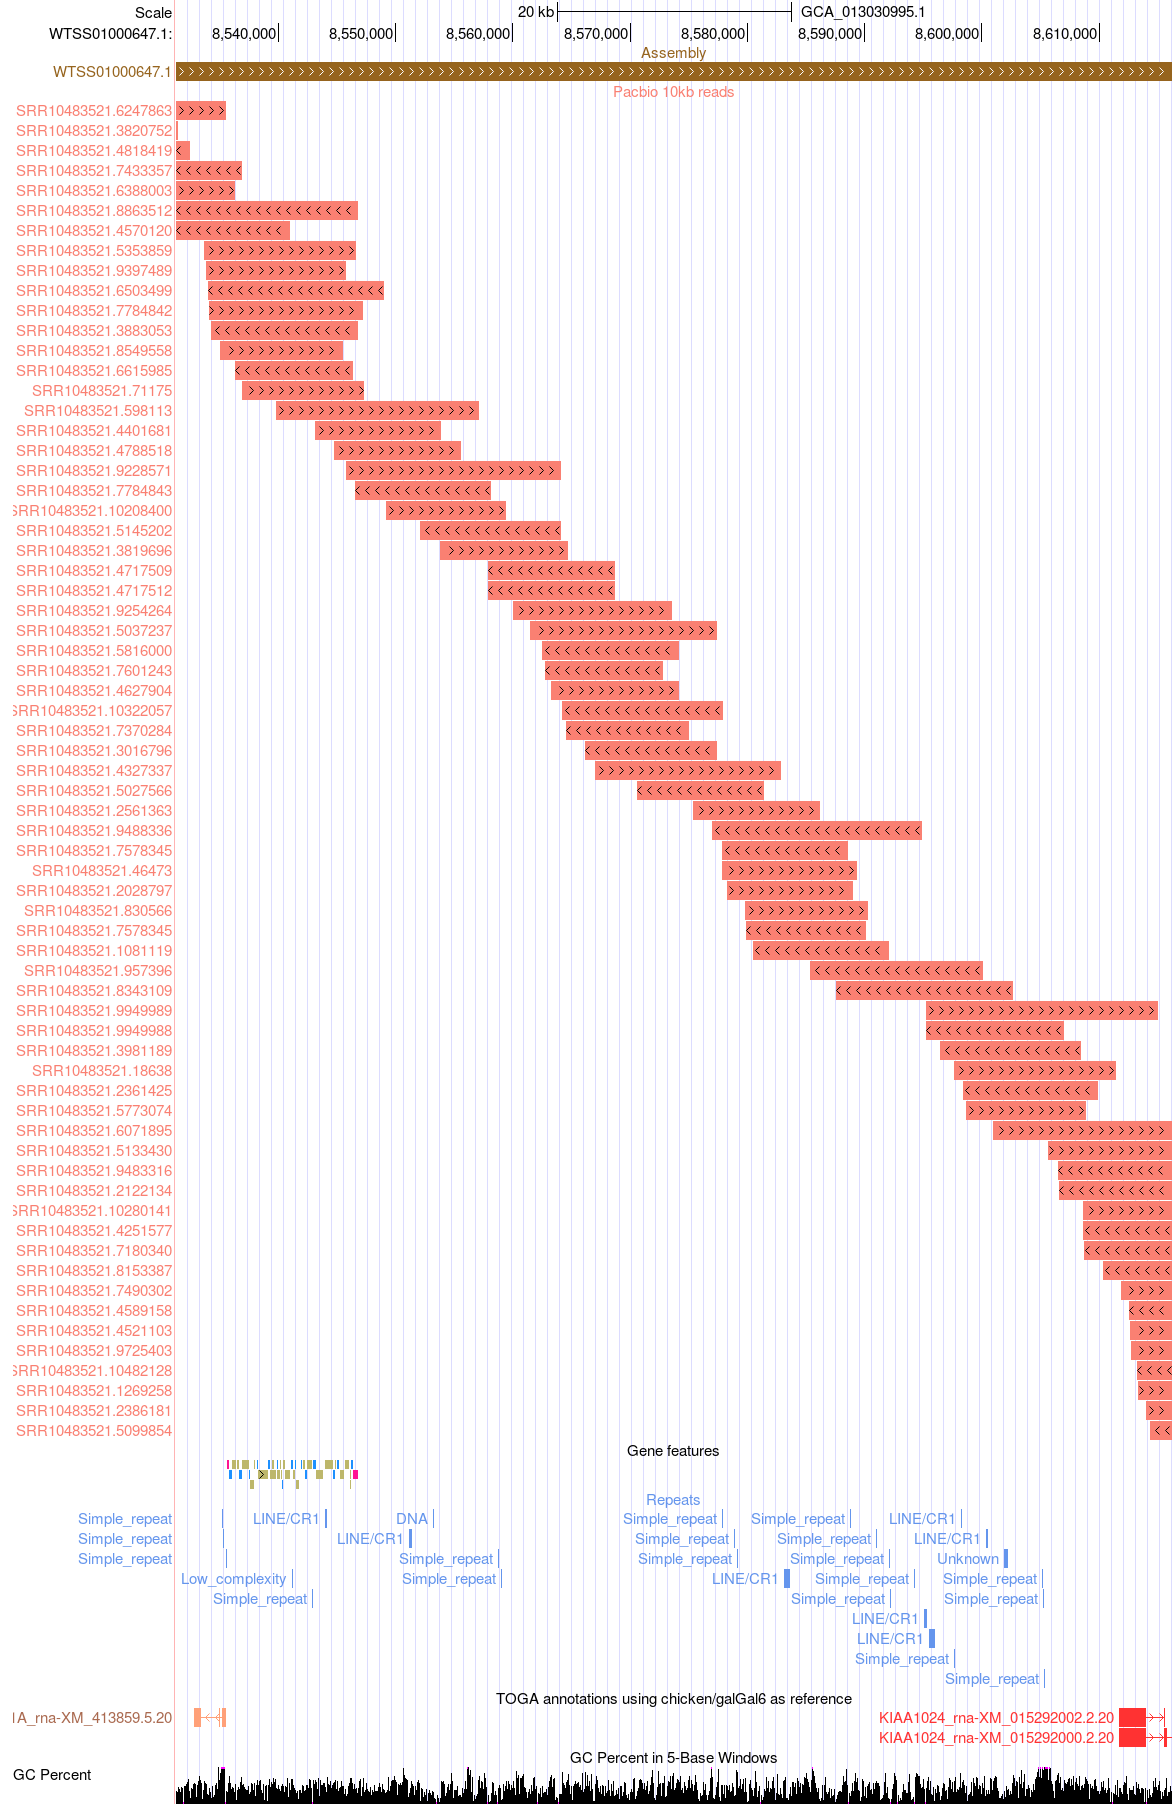 Scale 20 kb GCA_013030995.1
WTSS01000647.1: 8,540,000 8,550,000 8,560,000 8,570,000 8,580,000 8,590,000 8,600,000 8,610,000
Assembly
WTSS01000647.1
Pacbio 10kb reads
SRR10483521.6247863
SRR10483521.3820752
SRR10483521.4818419
SRR10483521.7433357
SRR10483521.6388003
SRR10483521.8863512
SRR10483521.4570120
SRR10483521.5353859
SRR10483521.9397489
SRR10483521.6503499
SRR10483521.7784842
SRR10483521.3883053
SRR10483521.8549558
SRR10483521.6615985
SRR10483521.71175
SRR10483521.598113
SRR10483521.4401681
SRR10483521.4788518
SRR10483521.9228571
SRR10483521.7784843
SRR10483521.10208400
SRR10483521.5145202
SRR10483521.3819696
SRR10483521.4717509
SRR10483521.4717512
SRR10483521.9254264
SRR10483521.5037237
SRR10483521.5816000
SRR10483521.7601243
SRR10483521.4627904
SRR10483521.10322057
SRR10483521.7370284
SRR10483521.3016796
SRR10483521.4327337
SRR10483521.5027566
SRR10483521.2561363
SRR10483521.9488336
SRR10483521.7578345
SRR10483521.46473
SRR10483521.2028797
SRR10483521.830566
SRR10483521.7578345
SRR10483521.1081119
SRR10483521.957396
SRR10483521.8343109
SRR10483521.9949989
SRR10483521.9949988
SRR10483521.3981189
SRR10483521.18638
SRR10483521.2361425
SRR10483521.5773074
SRR10483521.6071895
SRR10483521.5133430
SRR10483521.9483316
SRR10483521.2122134
SRR10483521.10280141
SRR10483521.4251577
SRR10483521.7180340
SRR10483521.8153387
SRR10483521.7490302
SRR10483521.4589158
SRR10483521.4521103
SRR10483521.9725403
SRR10483521.10482128
SRR10483521.1269258
SRR10483521.2386181
SRR10483521.5099854
Gene features
Repeats
Simple_repeat LINE/CR1 DNA Simple_repeat Simple_repeat LINE/CR1
Simple_repeat LINE/CR1 Simple_repeat Simple_repeat LINE/CR1
Simple_repeat Simple_repeat Simple_repeat Simple_repeat Unknown
Low_complexity Simple_repeat LINE/CR1 Simple_repeat Simple_repeat
Simple_repeat Simple_repeat Simple_repeat
LINE/CR1
LINE/CR1
Simple_repeat
Simple_repeat
TOGA annotations using chicken/galGal6 as reference
1A_rna-XM_413859.5.20 KIAA1024_rna-XM_015292002.2.20
KIAA1024_rna-XM_015292000.2.20
GC Percent in 5-Base Windows
GC Percent